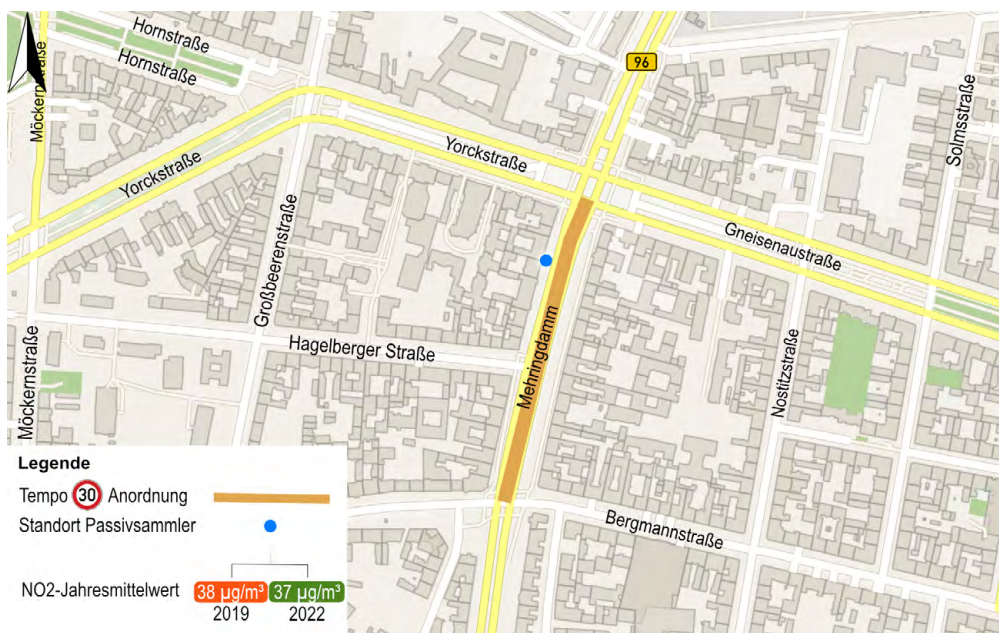 Hornstraße
Hornstraße
Möckernstraße
96
Solmsstraße
Yorckstraße
Yorckstraße
Großbeerenstraße
Gneisenaustraße
Mehringdamm
Hagelberger Straße
Nostitzstraße
Möckernstraße
Bergmannstraße
Legende
Tempo 30 Anordnung
Standort Passivsammler
NO2-Jahresmittelwert 38 µg/m³ 37 µg/m³
2019 2022